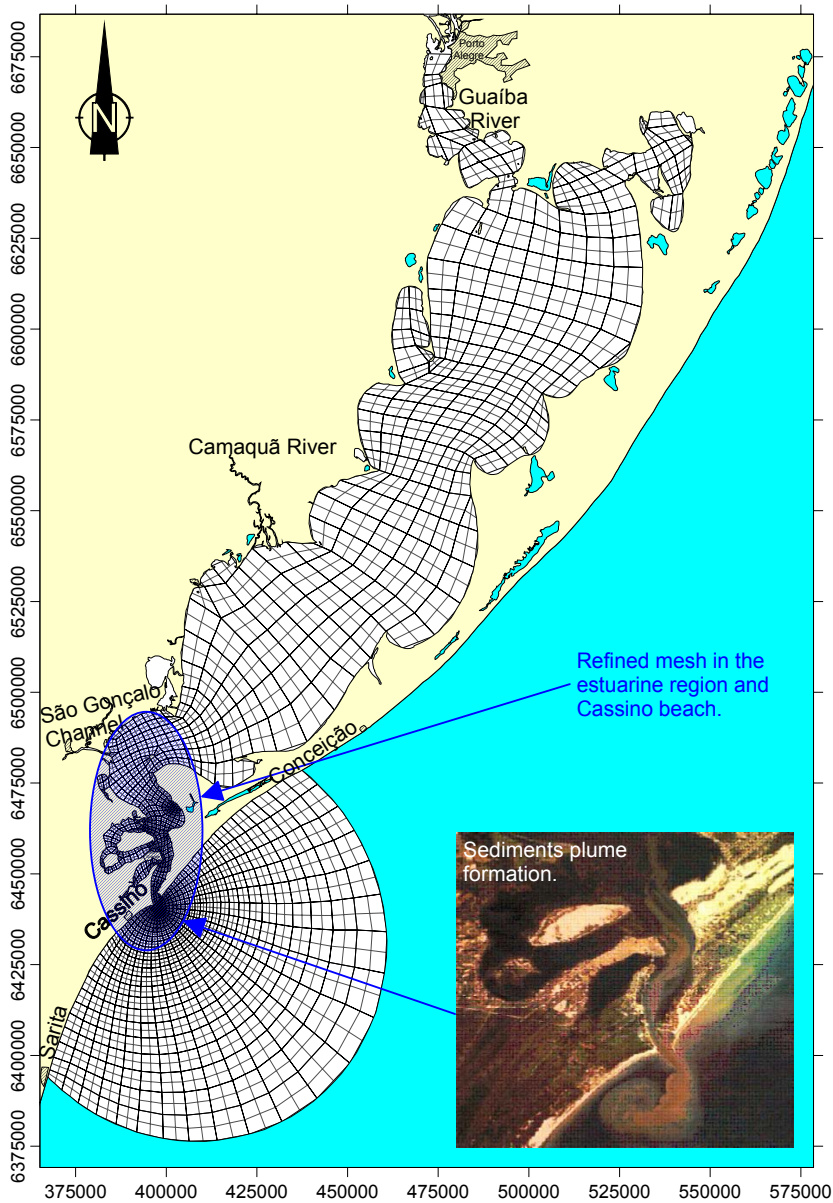 Porto
Alegre
Guaíba
River
N
Camaquã River
Refined mesh in the
estuarine region and
Cassino beach.
São Gonçalo
Channel
Conceição
Cassino
Sediments plume
formation.
Sarita
6675000
6650000
6625000
6600000
6575000
6550000
6525000
6500000
6475000
6450000
6425000
6400000
6375000
375000 400000 425000 450000 475000 500000 525000 550000 575000